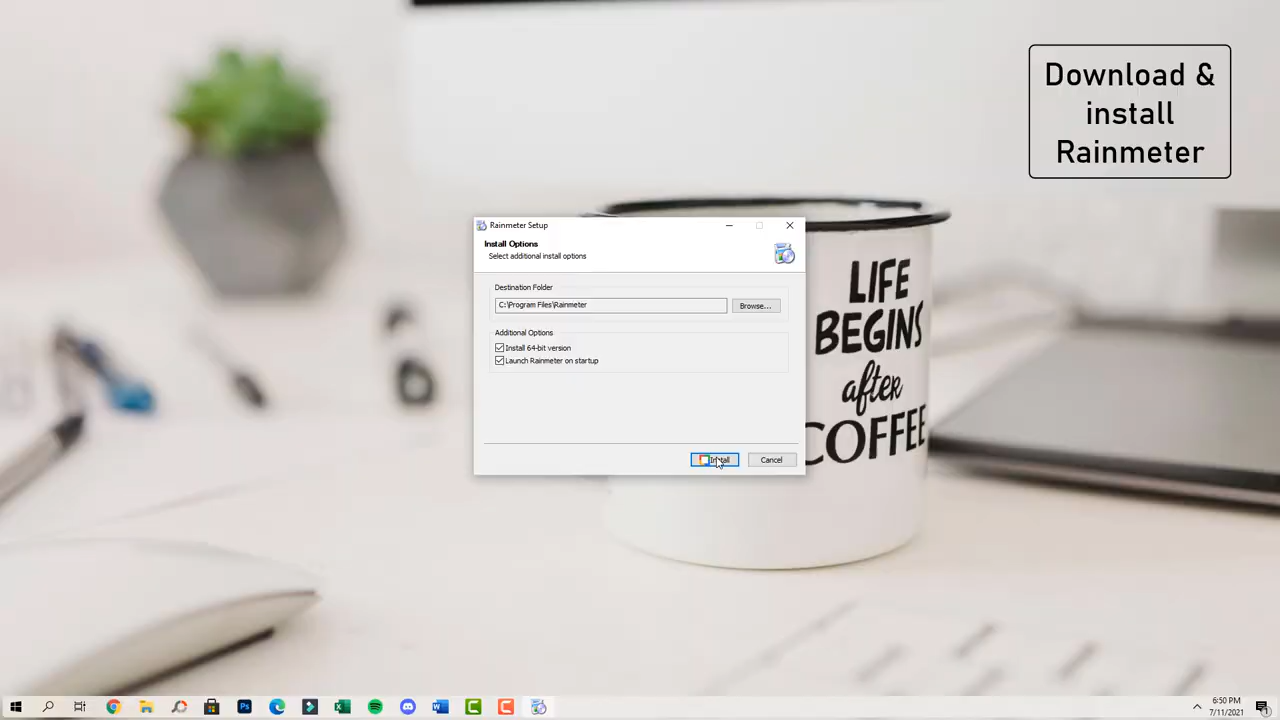 Download &
install
Rainmeter
Rainmeter Setup
Install Options
Select additional install options
Destination Folder
C:\Program Files\Rainmeter
Browse...
Additional Options
Install 64-bit version
Launch Rainmeter on startup
Install
Cancel
LIFE
BEGINS
after
COFFEE
6:50 PM
7/11/2021